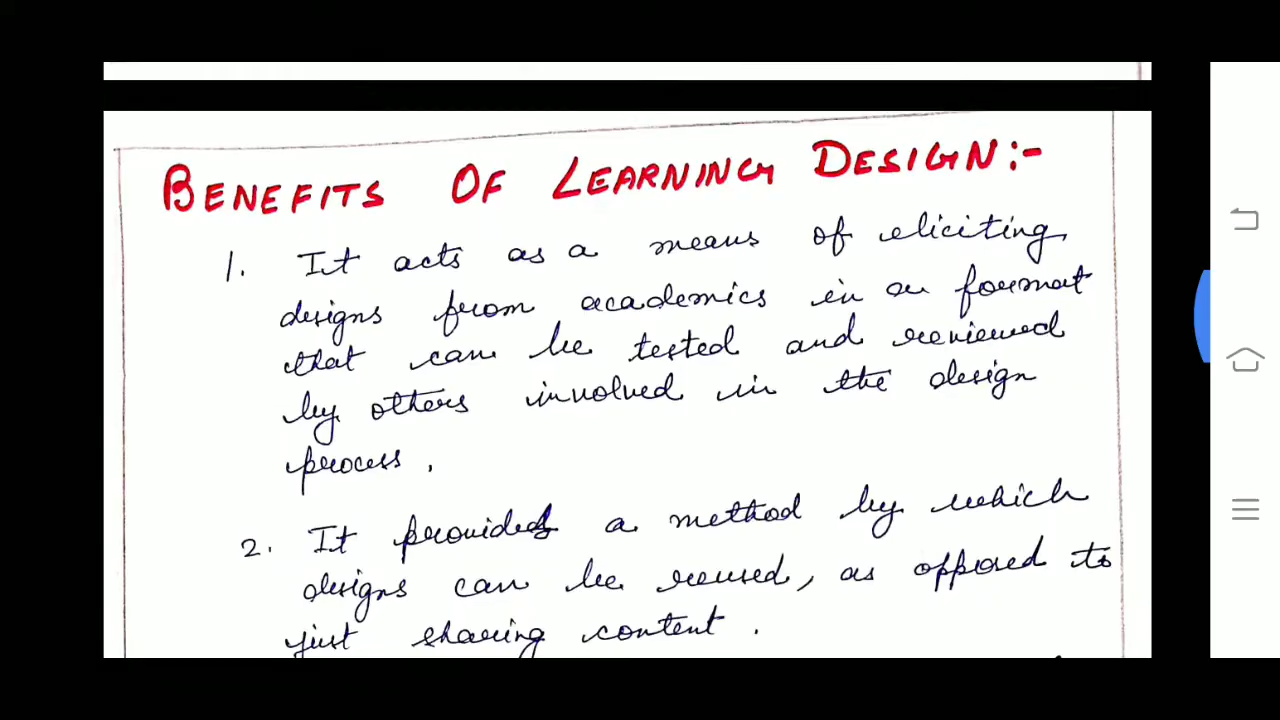 BENEFITS OF LEARNING DESIGN:-
1. It acts as a means of eliciting
designs from academics in a format
that can be tested and reviewed
by others involved in the design
process.
2. It provides a method by which
designs can be reused, as opposed to
just sharing content.